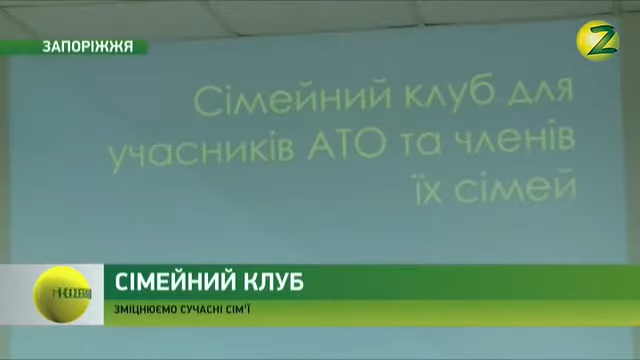 ЗАПОРІЖЖЯ
Z
Сімейний клуб для
учасників АТО та членів
їх сімей
СІМЕЙНИЙ КЛУБ
ЗМІЦНЮЄМО СУЧАСНІ СІМ'Ї